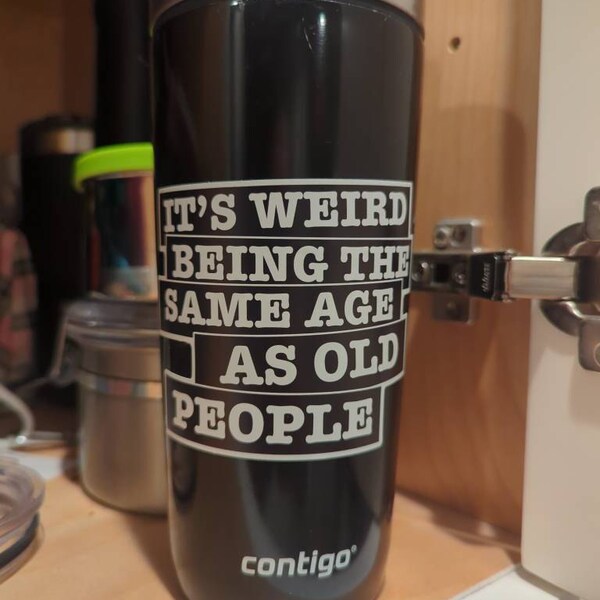 IT'S WEIRD
BEING THE
SAME AGE
AS OLD
PEOPLE
contigo®